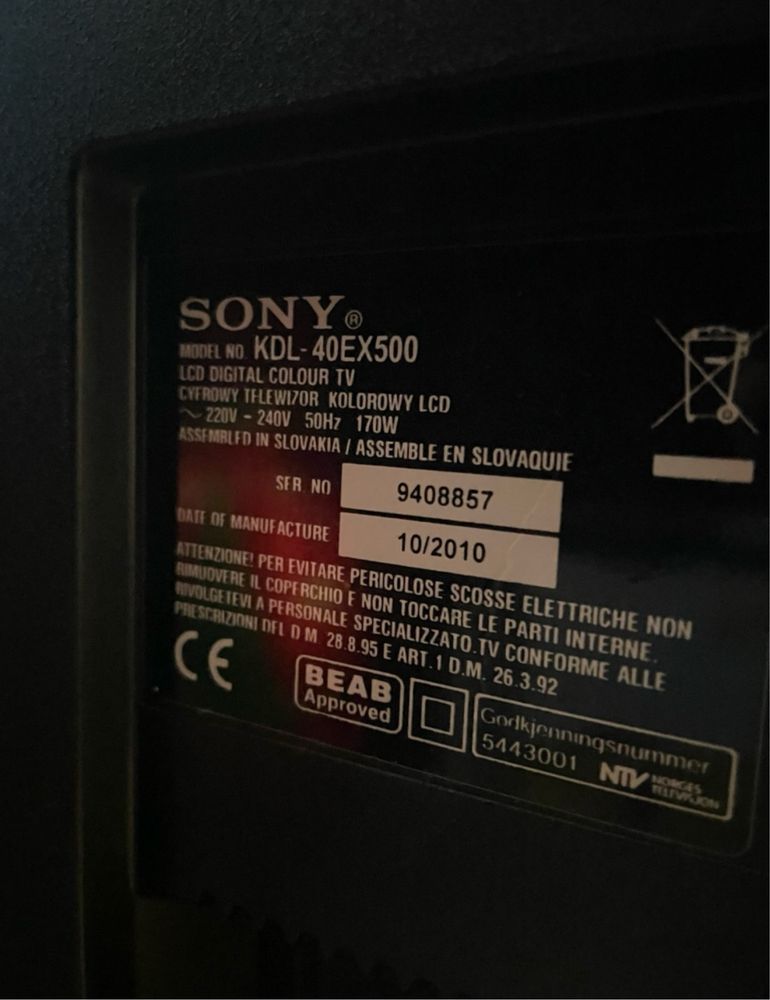 SONY®
MODEL NO. KDL-40EX500
LCD DIGITAL COLOUR TV
CYFROWY TELEWIZOR KOLOROWY LCD
~ 220V - 240V 50Hz 170W
ASSEMBLED IN SLOVAKIA / ASSEMBLE EN SLOVAQUIE
SER. NO 9408857
DATE OF MANUFACTURE 10/2010
ATTENZIONE! PER EVITARE PERICOLOSE SCOSSE ELETTRICHE NON
RIMUOVERE IL COPERCHIO E NON TOCCARE LE PARTI INTERNE.
RIVOLGETEVI A PERSONALE SPECIALIZZATO.TV CONFORME ALLE
PRESCRIZIONI DEL D.M. 28.8.95 E ART.1 D.M. 26.3.92
CE
BEAB
Approved
Godkjenningsnummer
5443001 NTV NORGES
TELEVISJON